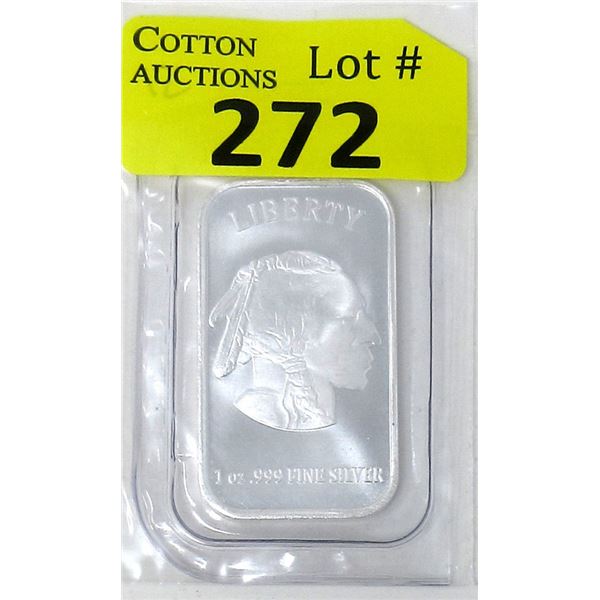 COTTON
AUCTIONS
Lot #
272
LIBERTY
1 oz .999 FINE SILVER